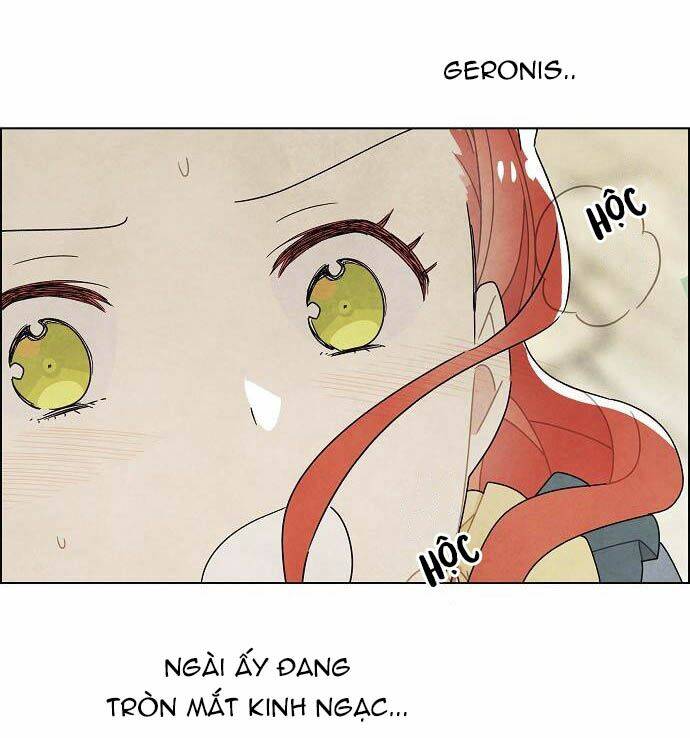 GERONIS..
HỘC
HỘC
NGÀI ẤY ĐANG
TRÒN MẮT KINH NGẠC...